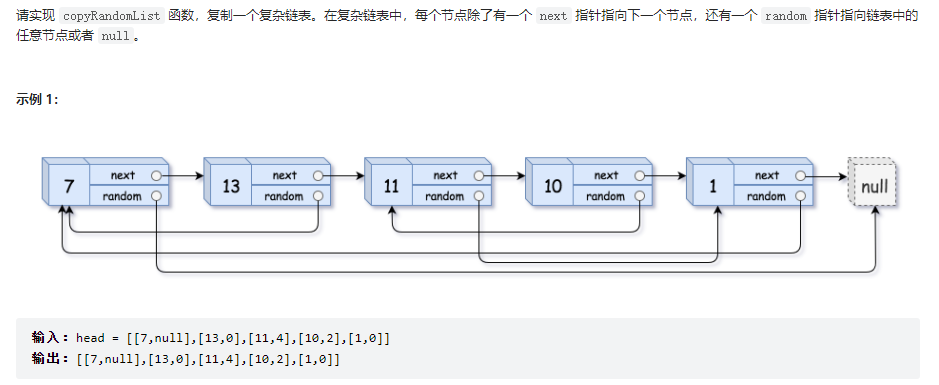 请实现 copyRandomList 函数，复制一个复杂链表。在复杂链表中，每个节点除了有一个 next 指针指向下一个节点，还有一个 random 指针指向链表中的
任意节点或者 null 。
示例 1：
7 next random 13 next random 11 next random 10 next random 1 next random null
输入：head = [[7,null],[13,0],[11,4],[10,2],[1,0]]
输出：[[7,null],[13,0],[11,4],[10,2],[1,0]]